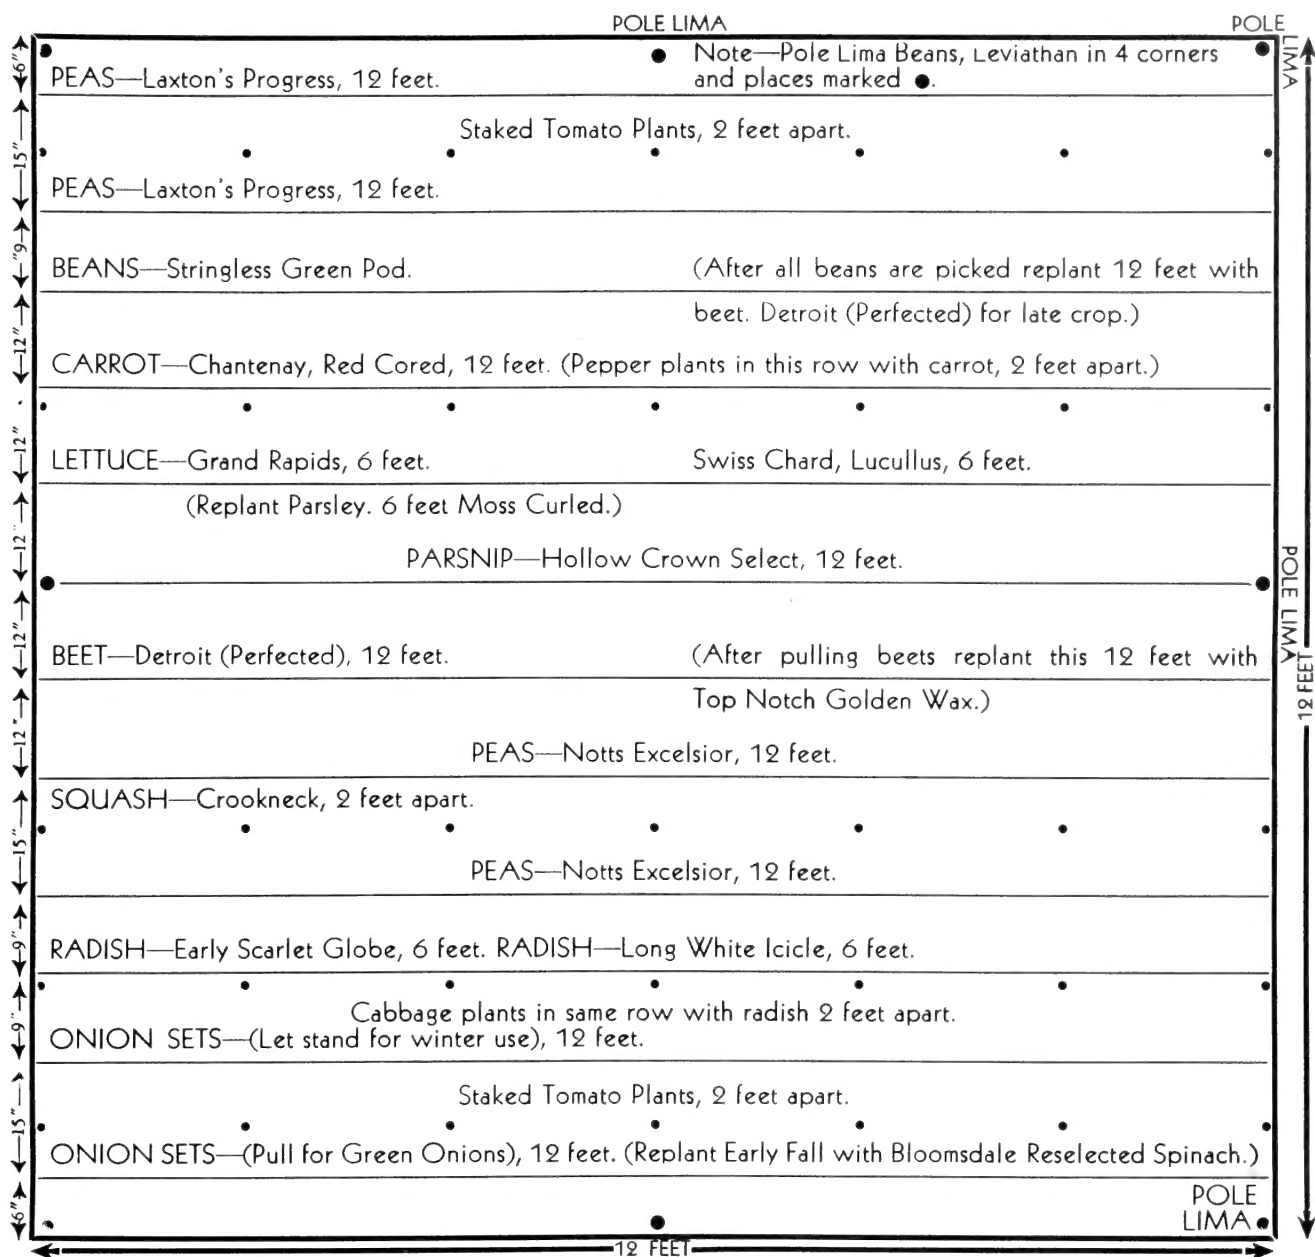 POLE LIMA
POLE LIMA
Note—Pole Lima Beans, Leviathan in 4 corners
and places marked ●.
6"
PEAS—Laxton's Progress, 12 feet.
Staked Tomato Plants, 2 feet apart.
15"
PEAS—Laxton's Progress, 12 feet.
9"
BEANS—Stringless Green Pod.
(After all beans are picked replant 12 feet with
beet. Detroit (Perfected) for late crop.)
12"
CARROT—Chantenay, Red Cored, 12 feet. (Pepper plants in this row with carrot, 2 feet apart.)
12"
LETTUCE—Grand Rapids, 6 feet.
Swiss Chard, Lucullus, 6 feet.
(Replant Parsley. 6 feet Moss Curled.)
12"
PARSNIP—Hollow Crown Select, 12 feet.
POLE LIMA
12"
BEET—Detroit (Perfected), 12 feet.
(After pulling beets replant this 12 feet with
Top Notch Golden Wax.)
12 FEET
12"
PEAS—Notts Excelsior, 12 feet.
SQUASH—Crookneck, 2 feet apart.
15"
PEAS—Notts Excelsior, 12 feet.
9"
RADISH—Early Scarlet Globe, 6 feet. RADISH—Long White Icicle, 6 feet.
9"
Cabbage plants in same row with radish 2 feet apart.
ONION SETS—(Let stand for winter use), 12 feet.
Staked Tomato Plants, 2 feet apart.
15"
ONION SETS—(Pull for Green Onions), 12 feet. (Replant Early Fall with Bloomsdale Reselected Spinach.)
6"
POLE
LIMA
12 FEET